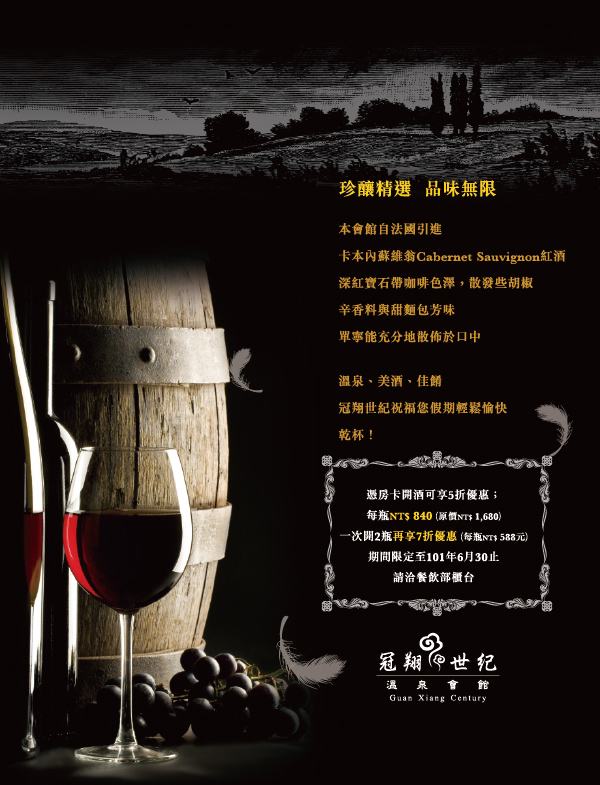 珍釀精選 品味無限
本會館自法國引進
卡本內蘇維翁Cabernet Sauvignon紅酒
深紅寶石帶咖啡色澤，散發些胡椒
辛香料與甜麵包芳味
單寧能充分地散佈於口中
溫泉、美酒、佳餚
冠翔世紀祝福您假期輕鬆愉快
乾杯！
憑房卡開酒可享5折優惠；
每瓶NT$ 840 (原價NT$ 1,680)
一次開2瓶再享7折優惠 (每瓶NT$ 588元)
期間限定至101年6月30止
請洽餐飲部櫃台
冠翔世紀
溫泉會館
Guan Xiang Century